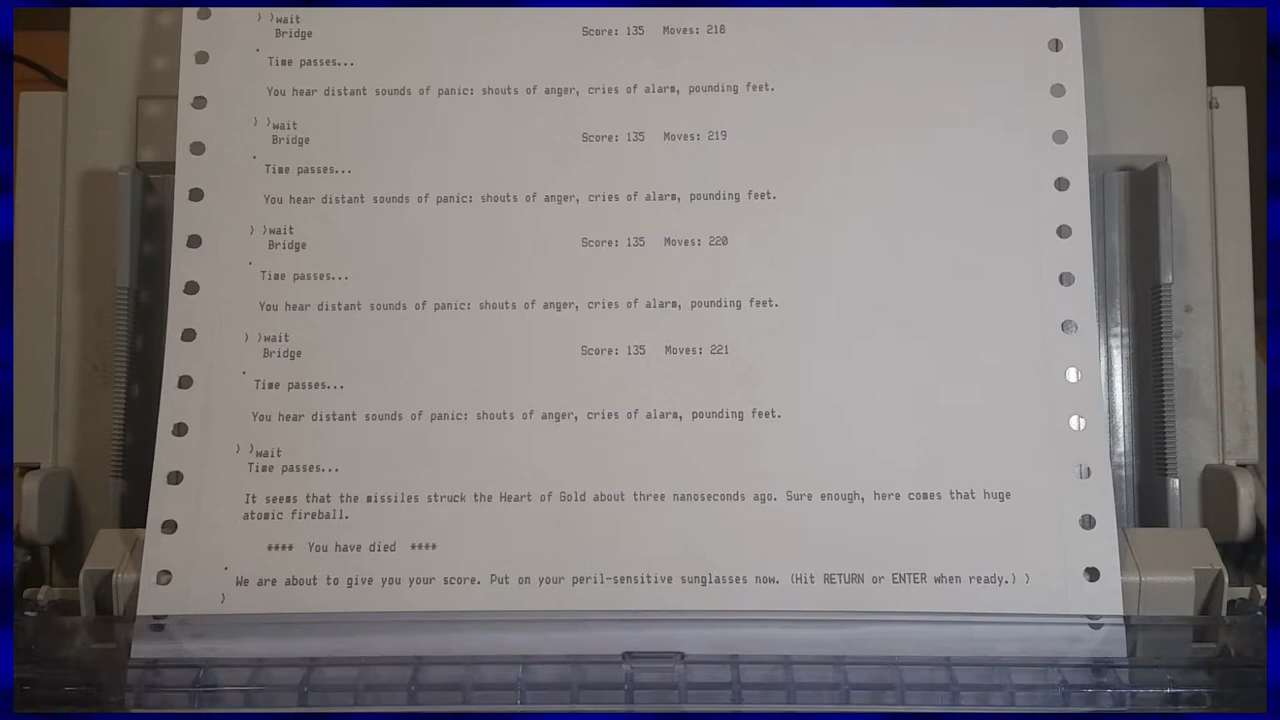 ) )wait
Bridge Score: 135 Moves: 218
.
Time passes...
You hear distant sounds of panic: shouts of anger, cries of alarm, pounding feet.
) )wait
Bridge Score: 135 Moves: 219
.
Time passes...
You hear distant sounds of panic: shouts of anger, cries of alarm, pounding feet.
) )wait
Bridge Score: 135 Moves: 220
.
Time passes...
You hear distant sounds of panic: shouts of anger, cries of alarm, pounding feet.
) )wait
Bridge Score: 135 Moves: 221
.
Time passes...
You hear distant sounds of panic: shouts of anger, cries of alarm, pounding feet.
) )wait
Time passes...
It seems that the missiles struck the Heart of Gold about three nanoseconds ago. Sure enough, here comes that huge
atomic fireball.
**** You have died ****
.
We are about to give you your score. Put on your peril-sensitive sunglasses now. (Hit RETURN or ENTER when ready.) )
)